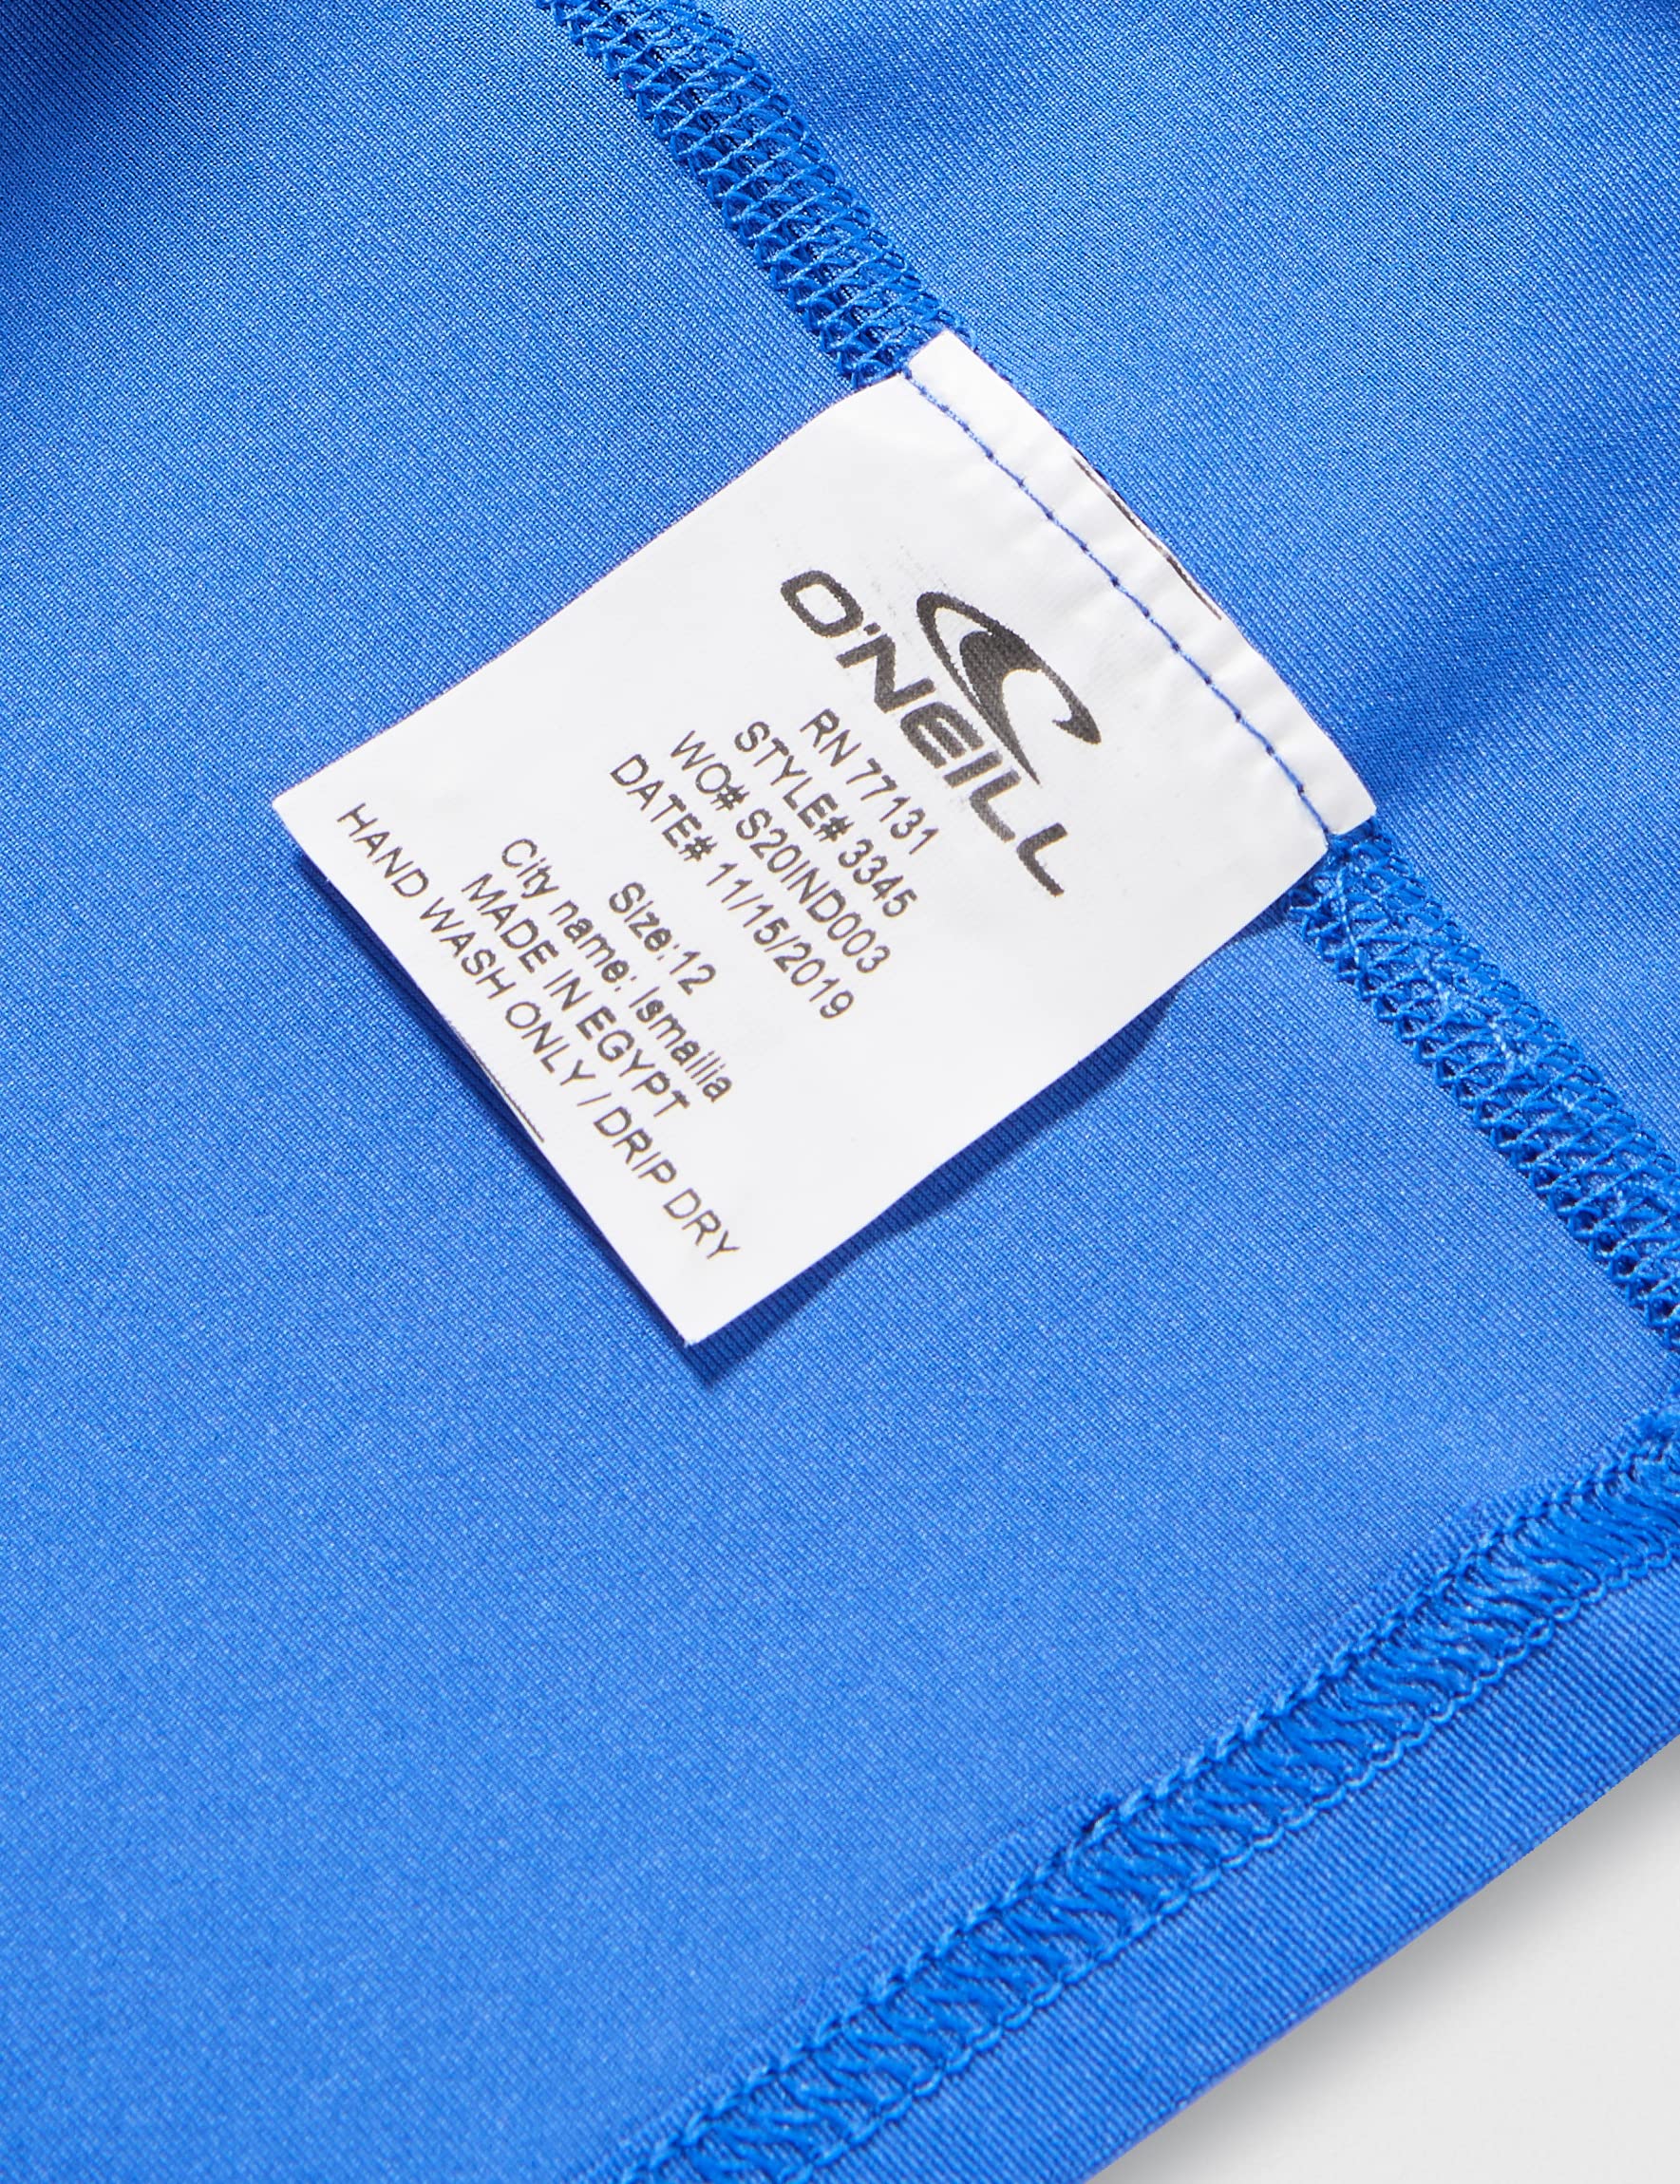 O'NEILL
RN 77131
STYLE# 3345
WO# S20IND003
DATE# 11/15/2019
Size:12
City name: Ismailia
MADE IN EGYPT
HAND WASH ONLY / DRIP DRY